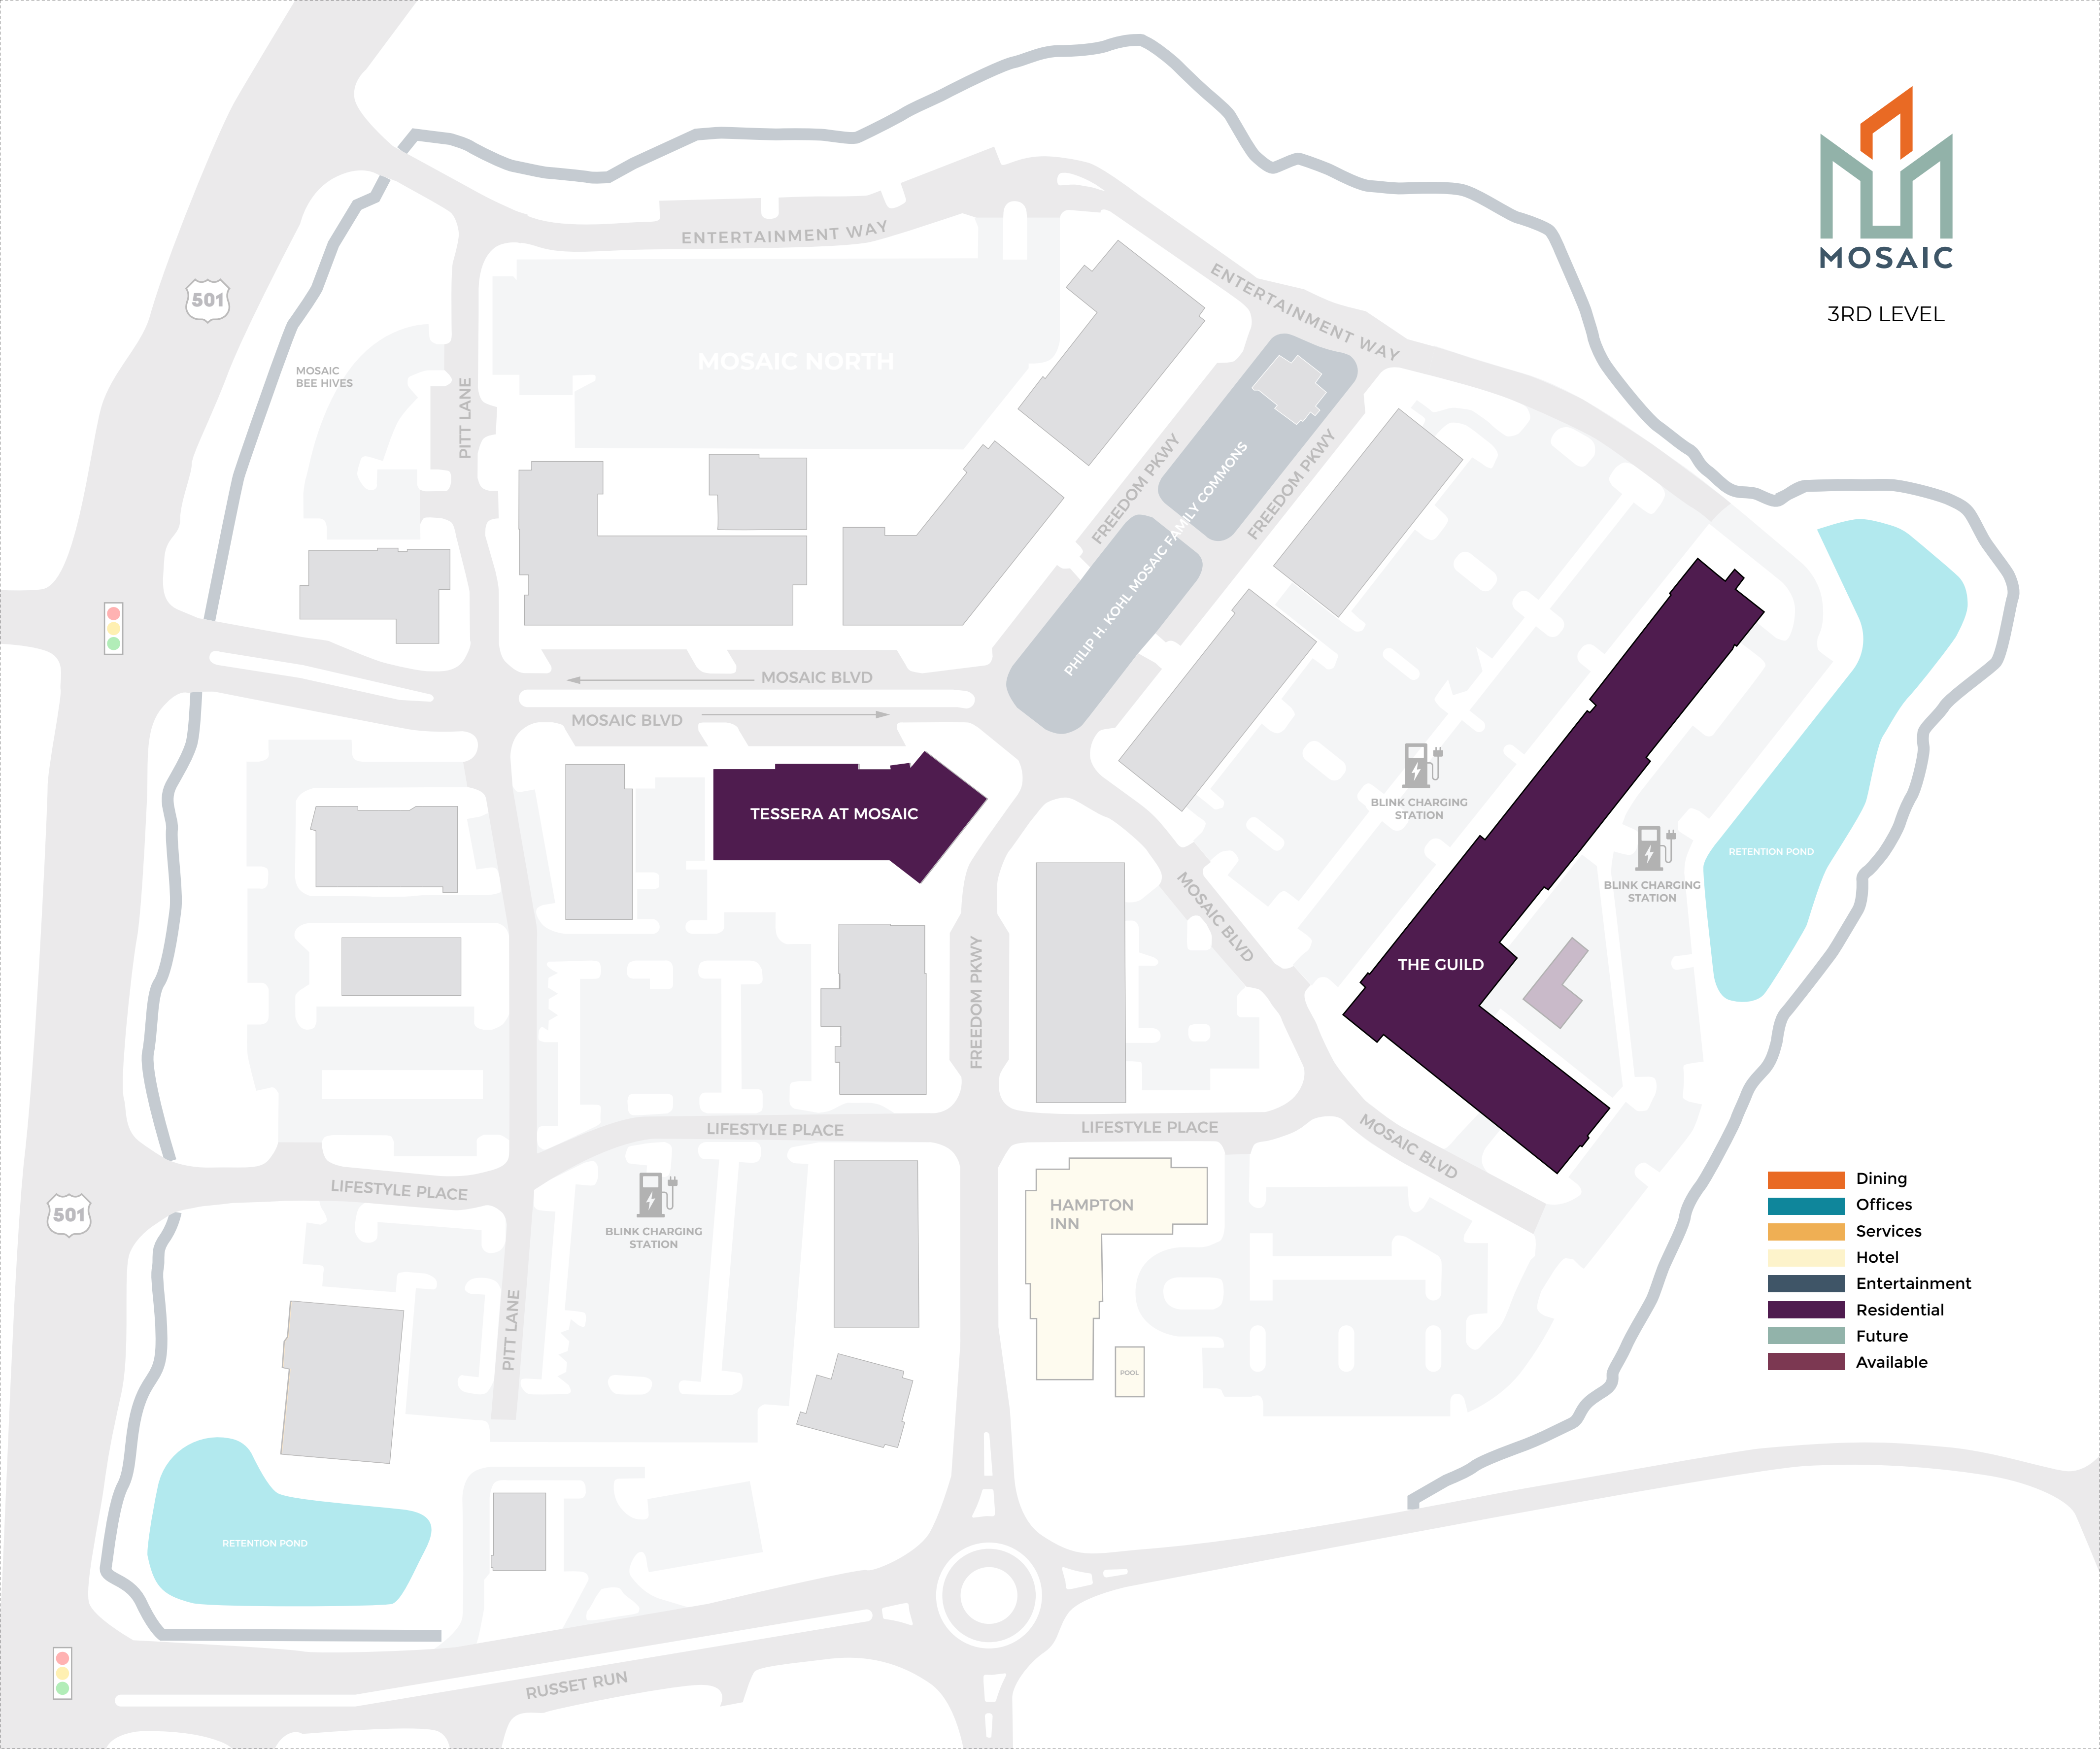 MOSAIC
3RD LEVEL
ENTERTAINMENT WAY
ENTERTAINMENT WAY
501
MOSAIC
BEE HIVES
MOSAIC NORTH
PITT LANE
FREEDOM PKWY
FREEDOM PKWY
PHILIP H. KOHL MOSAIC FAMILY COMMONS
MOSAIC BLVD
MOSAIC BLVD
TESSERA AT MOSAIC
BLINK CHARGING
STATION
BLINK CHARGING
STATION
RETENTION POND
MOSAIC BLVD
THE GUILD
FREEDOM PKWY
LIFESTYLE PLACE
LIFESTYLE PLACE
MOSAIC BLVD
LIFESTYLE PLACE
501
BLINK CHARGING
STATION
HAMPTON
INN
PITT LANE
POOL
Dining
Offices
Services
Hotel
Entertainment
Residential
Future
Available
RETENTION POND
RUSSET RUN